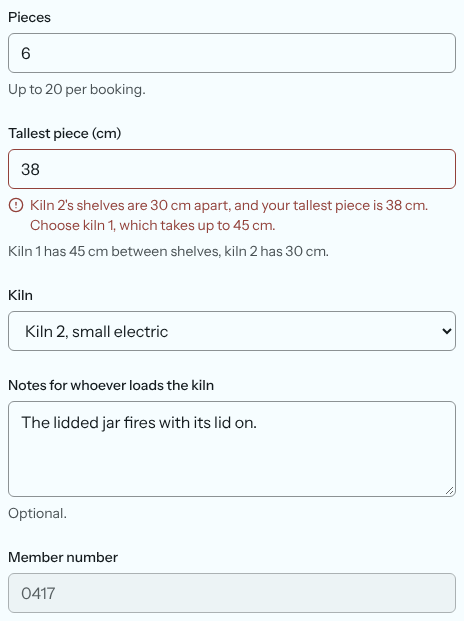 Pieces
6
Up to 20 per booking.
Tallest piece (cm)
38
Kiln 2's shelves are 30 cm apart, and your tallest piece is 38 cm.
Choose kiln 1, which takes up to 45 cm.
Kiln 1 has 45 cm between shelves, kiln 2 has 30 cm.
Kiln
Kiln 2, small electric
Notes for whoever loads the kiln
The lidded jar fires with its lid on.
Optional.
Member number
0417